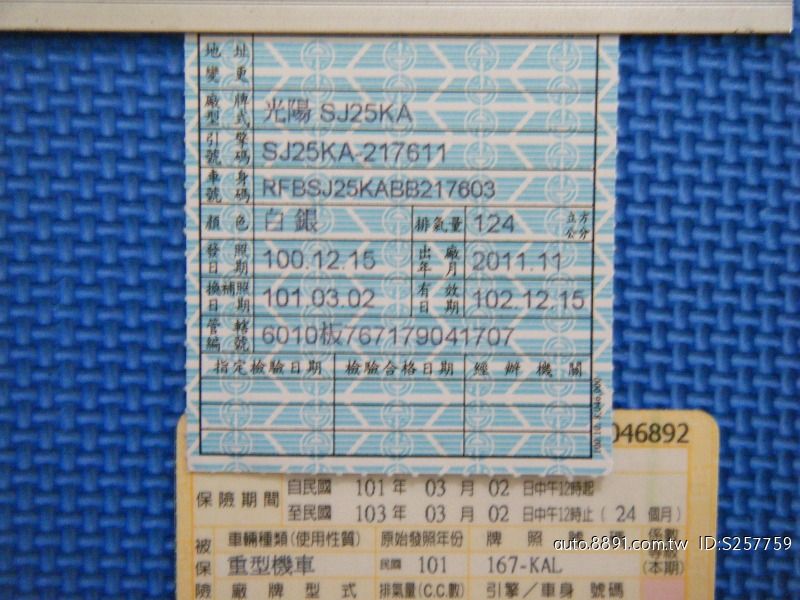 地址變更
廠牌型式 光陽 SJ25KA
引擎號碼 SJ25KA-217611
車身號碼 RFBSJ25KABB217603
顏色 白 銀 排氣量 124 立方公分
發照日期 100.12.15 出廠年月 2011.11
換補照日期 101.03.02 有效日期 102.12.15
管轄編號 6010板767179041707
指定檢驗日期 檢驗合格日期 經辦機關
046892
保險期間 自民國 101 年 03 月 02 日中午12時起
至民國 103 年 03 月 02 日中午12時止 ( 24 個月)
被 車輛種類(使用性質) 原始發照年份 牌照
保 重型機車 民國 101 167-KAL (本期)
險 廠牌型式 排氣量(C.C.數) 引擎/車身號碼
auto.8891.com.tw ID:S257759